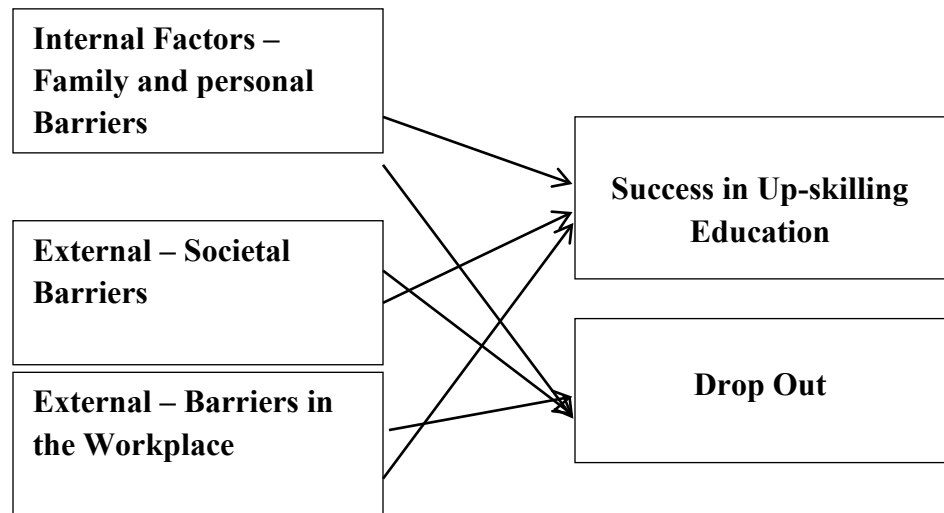 Internal Factors –
Family and personal
Barriers
External – Societal
Barriers
External – Barriers in
the Workplace
Success in Up-skilling
Education
Drop Out